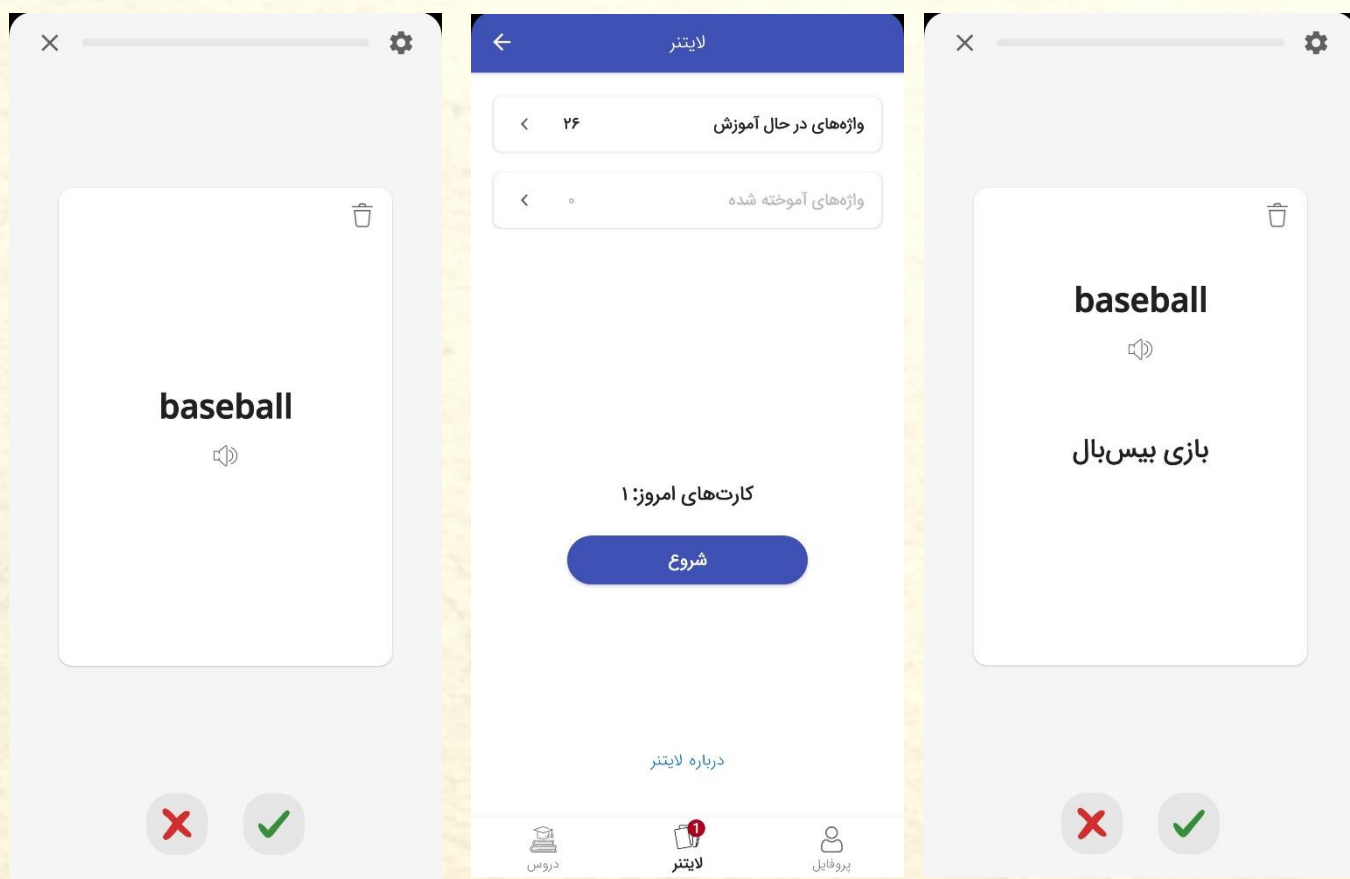 baseball
لایتنر
واژه‌های در حال آموزش ۲۶
واژه‌های آموخته شده ۰
کارت‌های امروز: ۱
شروع
درباره لایتنر
1
پروفایل
لایتنر
دروس
baseball
بازی بیس‌بال